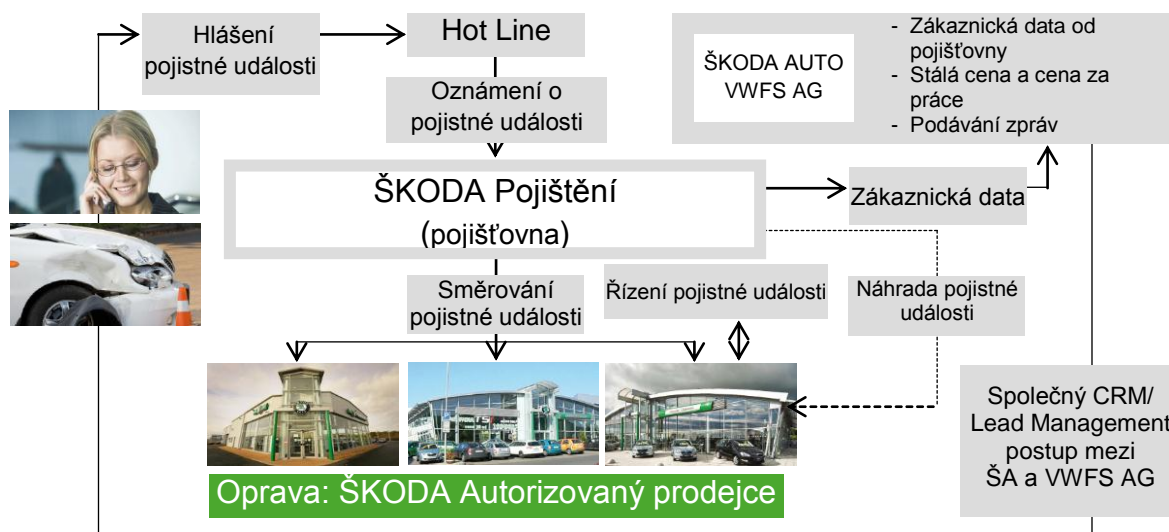 Hlášení
pojistné události
Hot Line
Oznámení o
pojistné události
ŠKODA AUTO
VWFS AG
- Zákaznická data od
pojišťovny
- Stálá cena a cena za
práce
- Podávání zpráv
ŠKODA Pojištění
(pojišťovna)
Zákaznická data
Směrování
pojistné události
Řízení pojistné události
Náhrada pojistné
události
Společný CRM/
Lead Management
postup mezi
ŠA a VWFS AG
Oprava: ŠKODA Autorizovaný prodejce